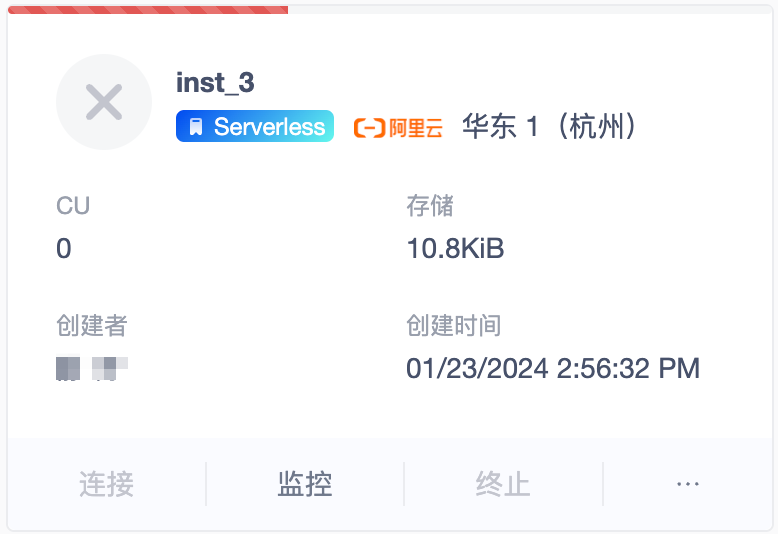 inst_3
Serverless 阿里云 华东 1（杭州）
CU 存储
0 10.8KiB
创建者 创建时间
01/23/2024 2:56:32 PM
连接 监控 终止 ···